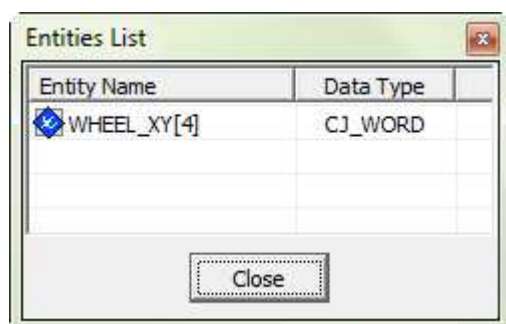 Entities List
Entity Name Data Type
WHEEL_XY[4] CJ_WORD
Close